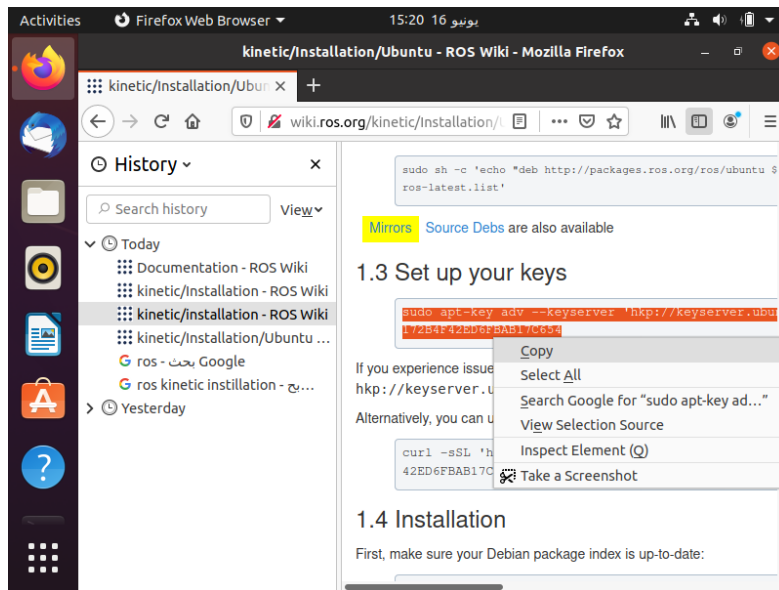 Activities
Firefox Web Browser
15:20 16 يونيو
kinetic/Installation/Ubuntu - ROS Wiki - Mozilla Firefox
kinetic/Installation/Ubun
wiki.ros.org/kinetic/Installation/
History
Search history
View
Today
Documentation - ROS Wiki
kinetic/Installation - ROS Wiki
kinetic/Installation - ROS Wiki
kinetic/Installation/Ubuntu ...
ros - بحث Google
ros kinetic instillation - بح...
Yesterday
sudo sh -c 'echo "deb http://packages.ros.org/ros/ubuntu $
ros-latest.list'
Mirrors Source Debs are also available
1.3 Set up your keys
sudo apt-key adv --keyserver 'hkp://keyserver.ubu
172B4F42ED6FBAB17C654
Copy
Select All
Search Google for “sudo apt-key ad…”
View Selection Source
Inspect Element (Q)
Take a Screenshot
If you experience issue
hkp://keyserver.u
Alternatively, you can u
curl -sSL 'h
42ED6FBAB17C
1.4 Installation
First, make sure your Debian package index is up-to-date: